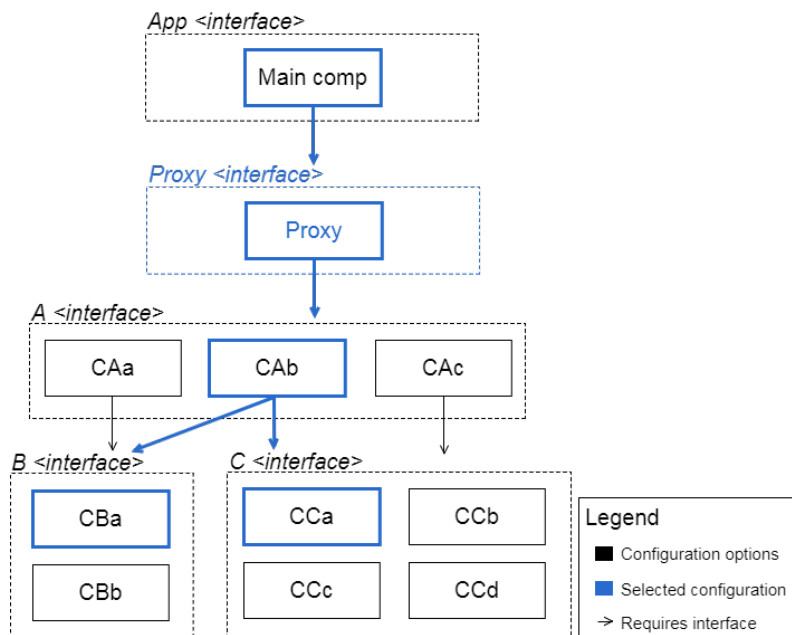 App <interface>
Main comp
Proxy <interface>
Proxy
A <interface>
CAa CAb CAc
B <interface> C <interface>
CBa CCa CCb
CBb CCc CCd
Legend
Configuration options
Selected configuration
Requires interface